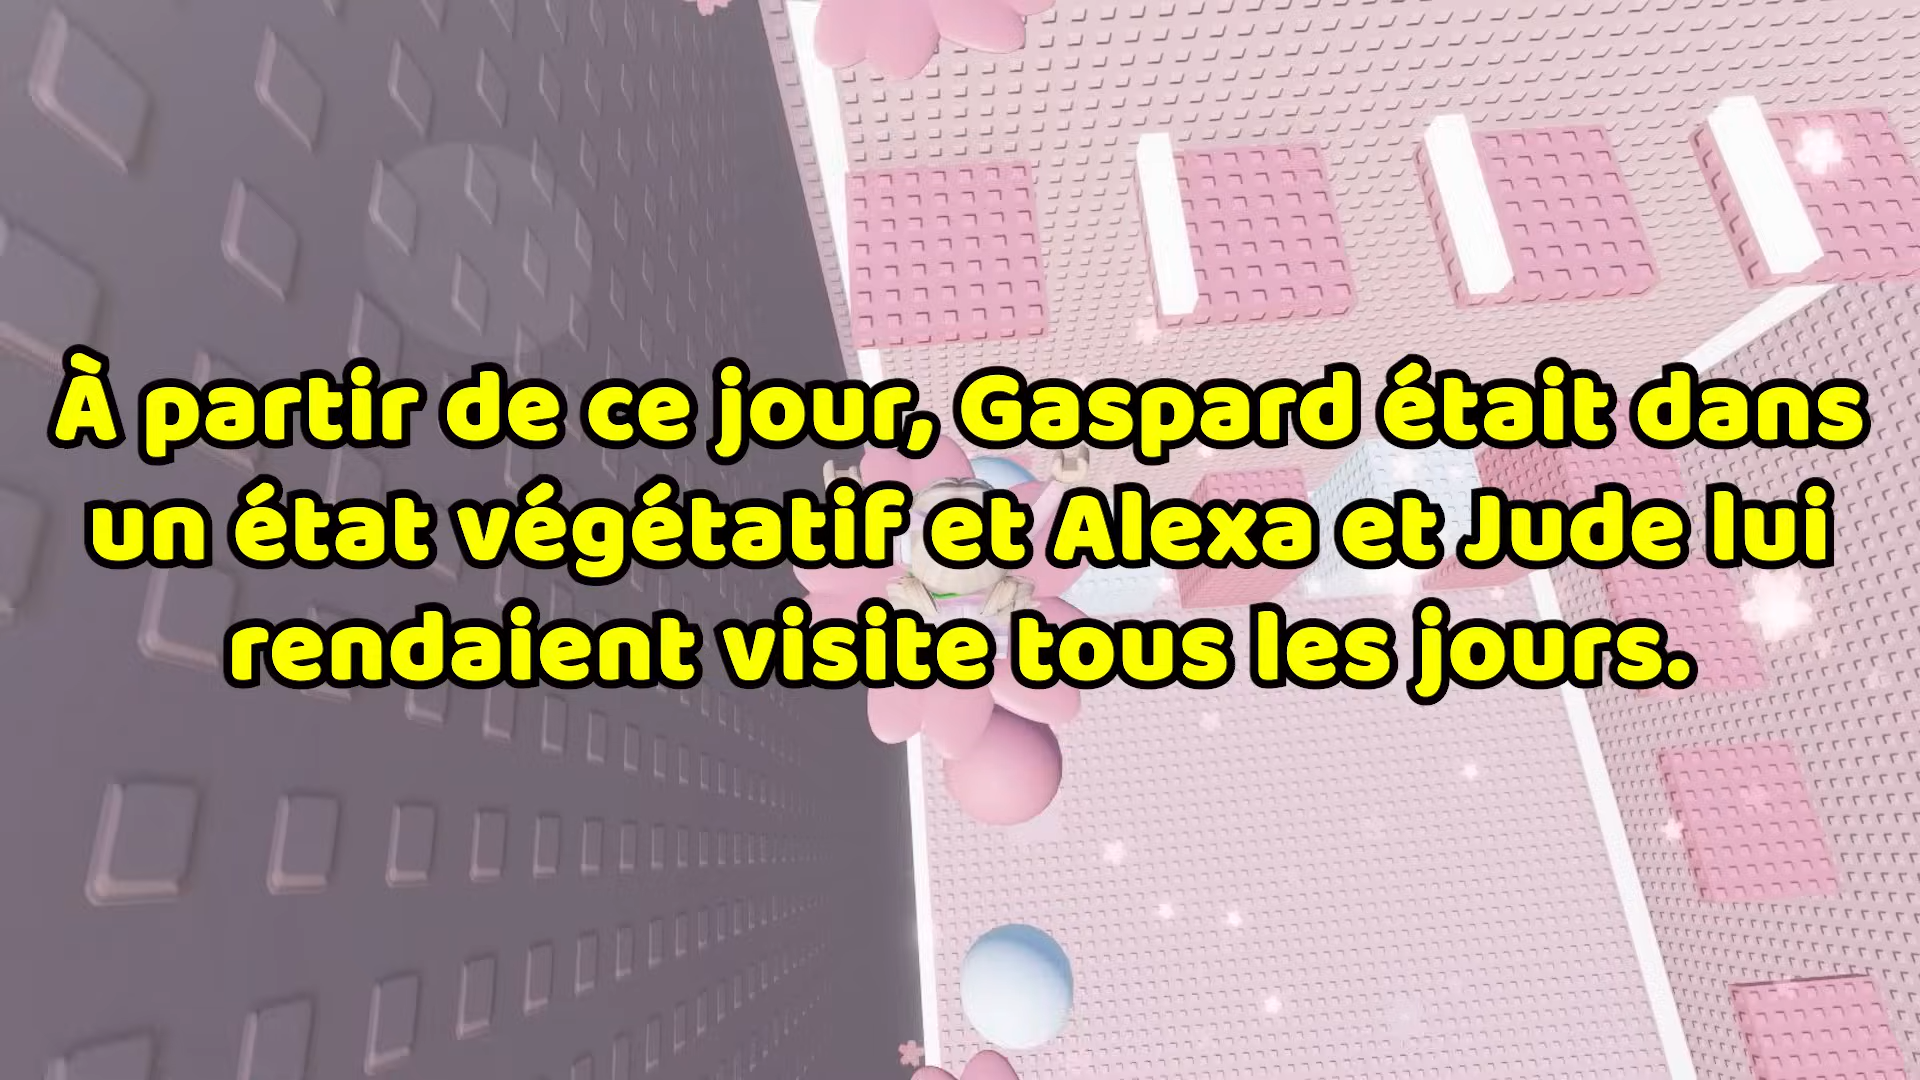 À partir de ce jour, Gaspard était dans
un état végétatif et Alexa et Jude lui
rendaient visite tous les jours.